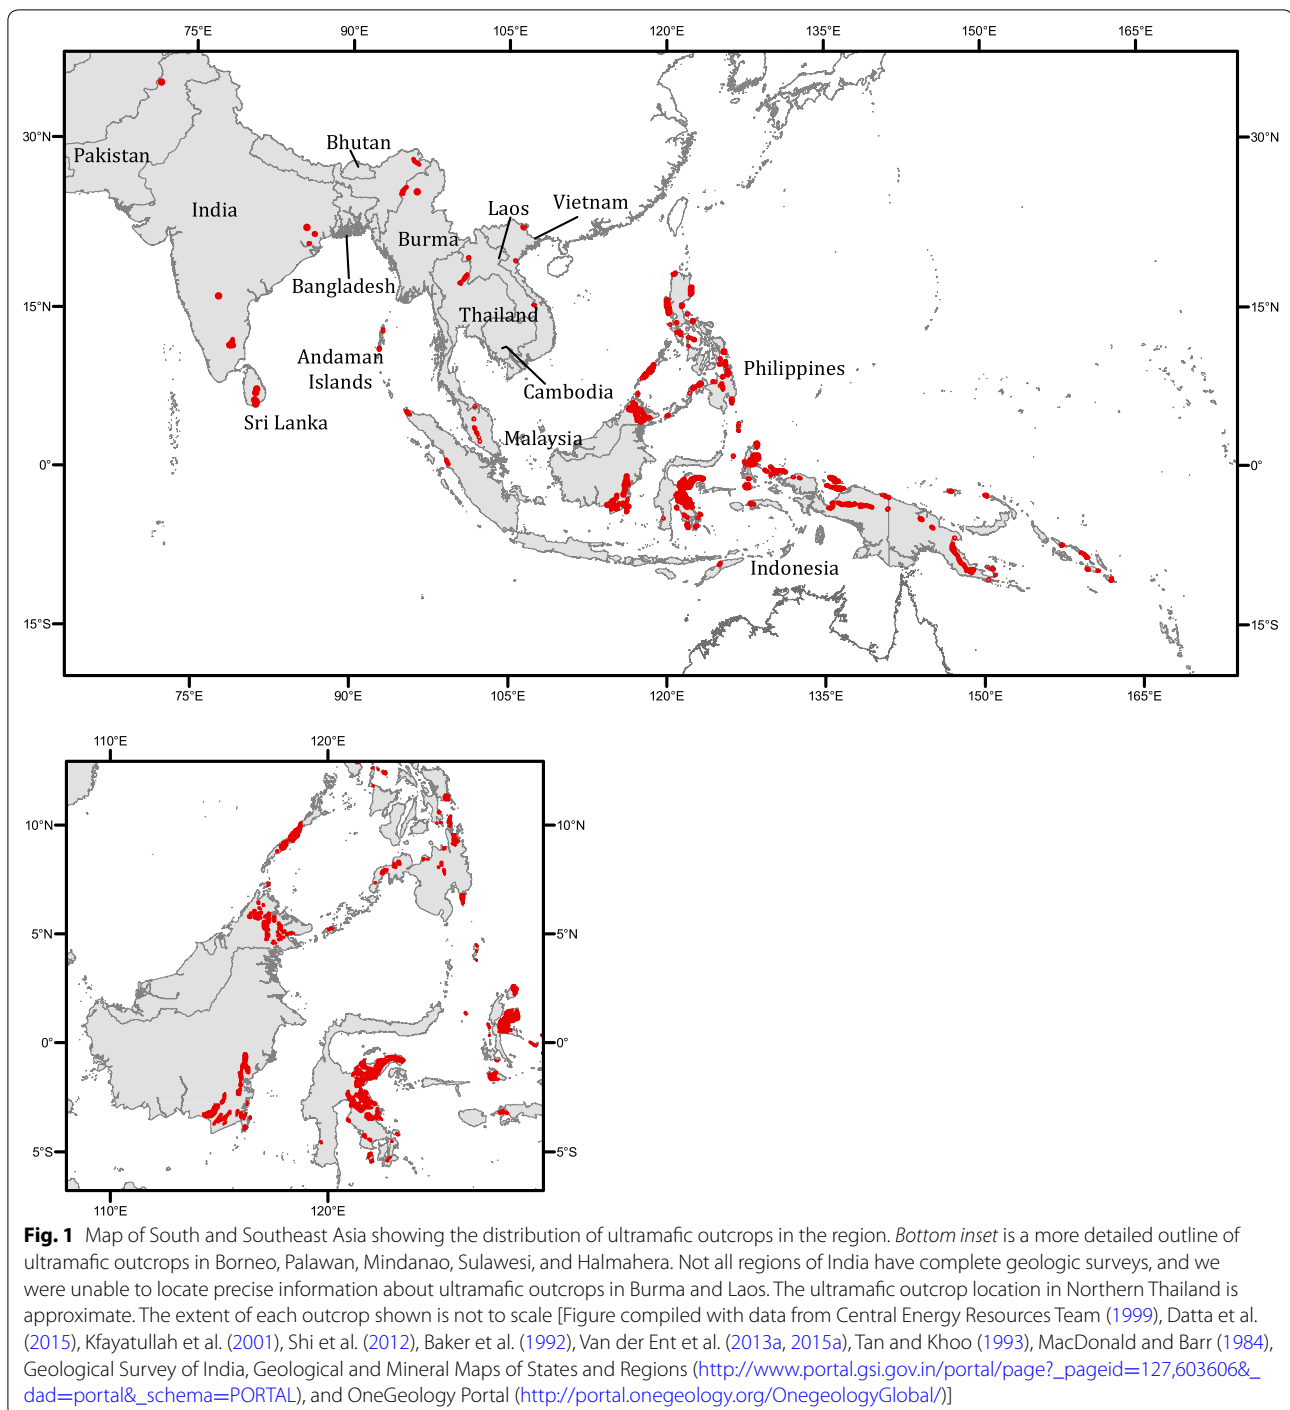 75°E 90°E 105°E 120°E 135°E 150°E 165°E
30°N 30°N
Bhutan
Pakistan
India
Laos
Vietnam
Burma
Bangladesh
15°N 15°N
Thailand
Andaman
Islands
Philippines
Cambodia
Sri Lanka
Malaysia
0° 0°
Indonesia
15°S 15°S
75°E 90°E 105°E 120°E 135°E 150°E 165°E
110°E 120°E
10°N 10°N
5°N 5°N
0° 0°
5°S 5°S
110°E 120°E
Fig. 1 Map of South and Southeast Asia showing the distribution of ultramafic outcrops in the region. Bottom inset is a more detailed outline of
ultramafic outcrops in Borneo, Palawan, Mindanao, Sulawesi, and Halmahera. Not all regions of India have complete geologic surveys, and we
were unable to locate precise information about ultramafic outcrops in Burma and Laos. The ultramafic outcrop location in Northern Thailand is
approximate. The extent of each outcrop shown is not to scale [Figure compiled with data from Central Energy Resources Team (1999), Datta et al.
(2015), Kfayatullah et al. (2001), Shi et al. (2012), Baker et al. (1992), Van der Ent et al. (2013a, 2015a), Tan and Khoo (1993), MacDonald and Barr (1984),
Geological Survey of India, Geological and Mineral Maps of States and Regions (http://www.portal.gsi.gov.in/portal/page?_pageid=127,603606&_
dad=portal&_schema=PORTAL), and OneGeology Portal (http://portal.onegeology.org/OnegeologyGlobal/)]